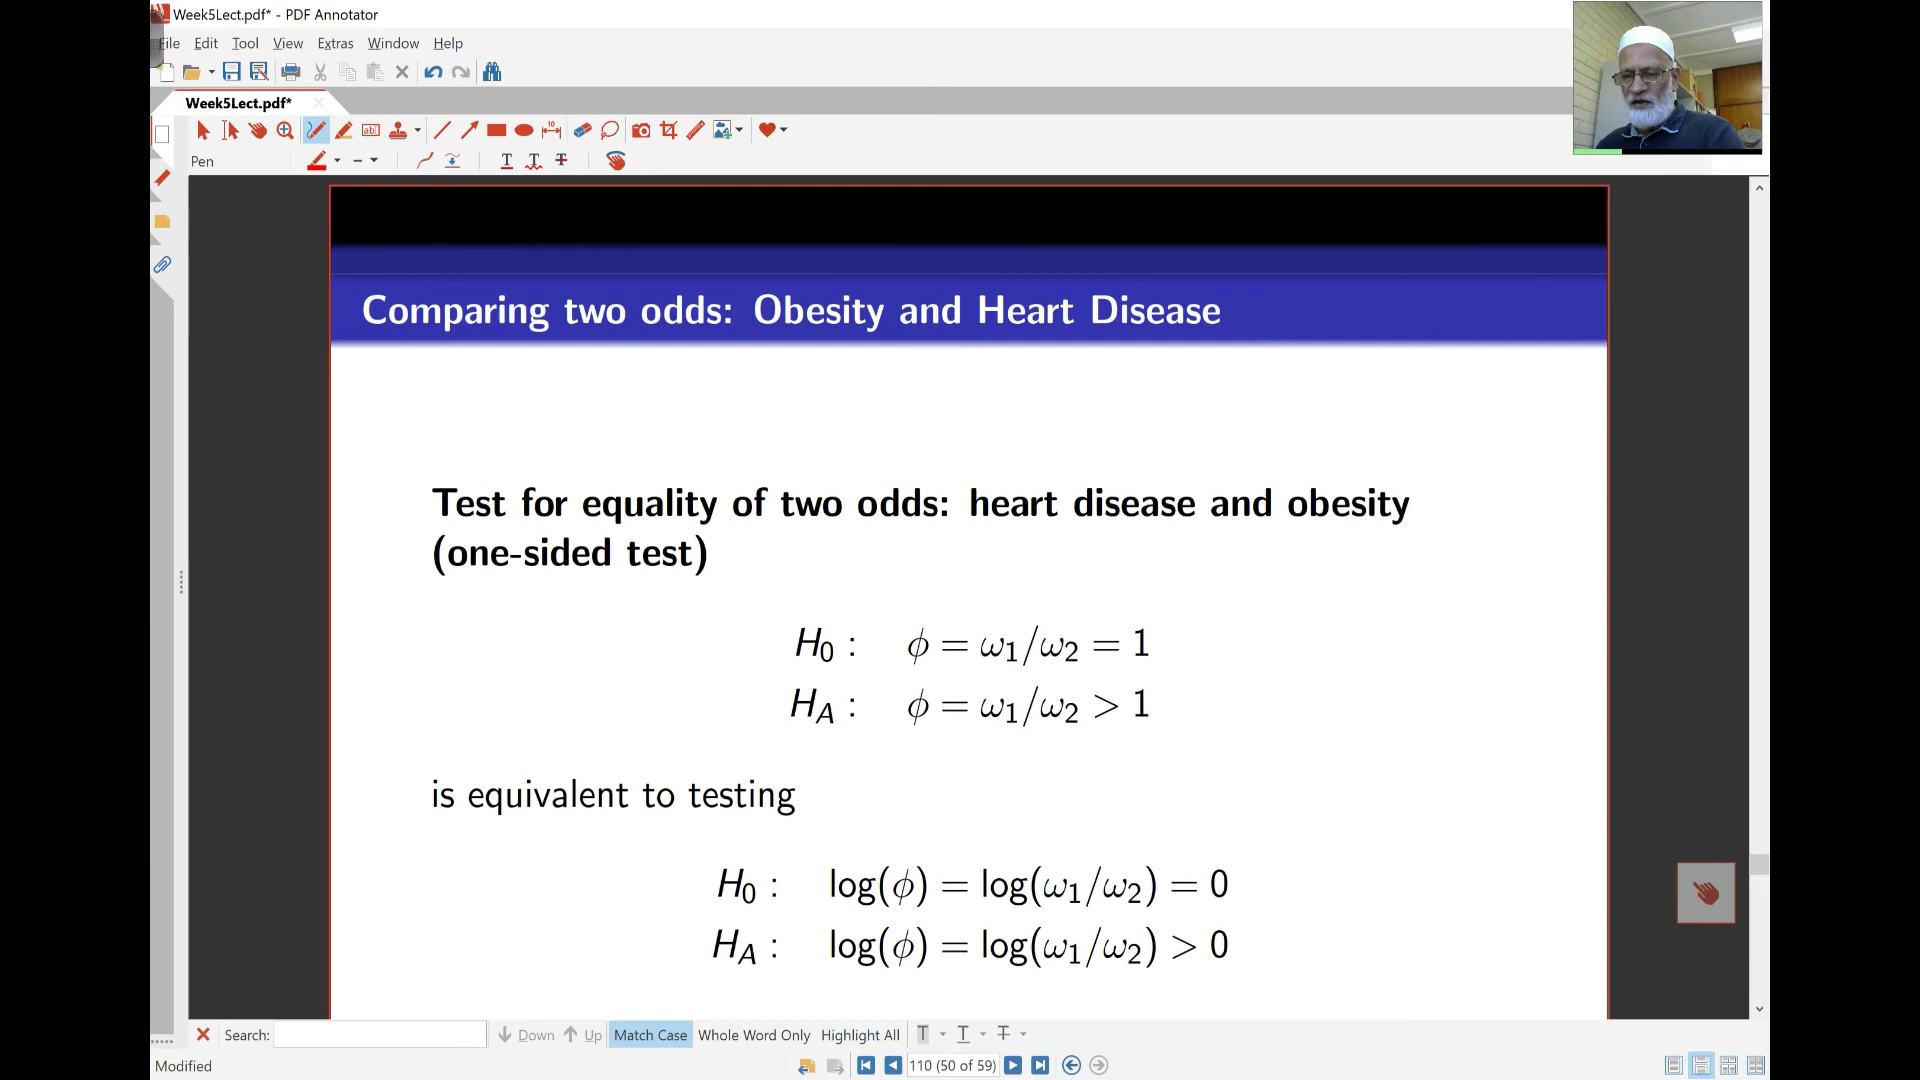 Week5Lect.pdf* - PDF Annotator
File Edit Tool View Extras Window Help
Week5Lect.pdf*
Pen
Comparing two odds: Obesity and Heart Disease
Test for equality of two odds: heart disease and obesity
(one-sided test)
H₀ : ϕ = ω₁/ω₂ = 1
H_A : ϕ = ω₁/ω₂ > 1
is equivalent to testing
H₀ : log(ϕ) = log(ω₁/ω₂) = 0
H_A : log(ϕ) = log(ω₁/ω₂) > 0
Search: Down Up Match Case Whole Word Only Highlight All
Modified 110 (50 of 59)